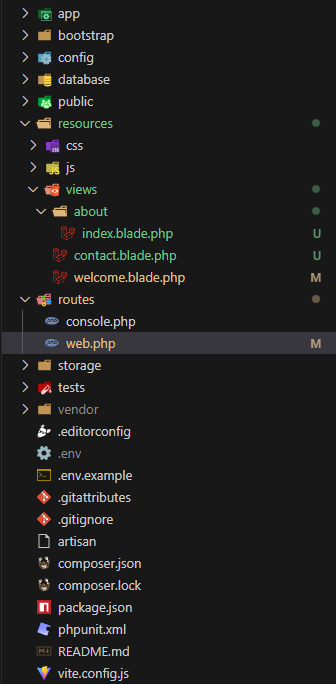 app
bootstrap
config
database
public
resources
css
js
views
about
index.blade.php U
contact.blade.php U
welcome.blade.php M
routes
console.php
web.php M
storage
tests
vendor
.editorconfig
.env
.env.example
.gitattributes
.gitignore
artisan
composer.json
composer.lock
package.json
phpunit.xml
README.md
vite.config.js